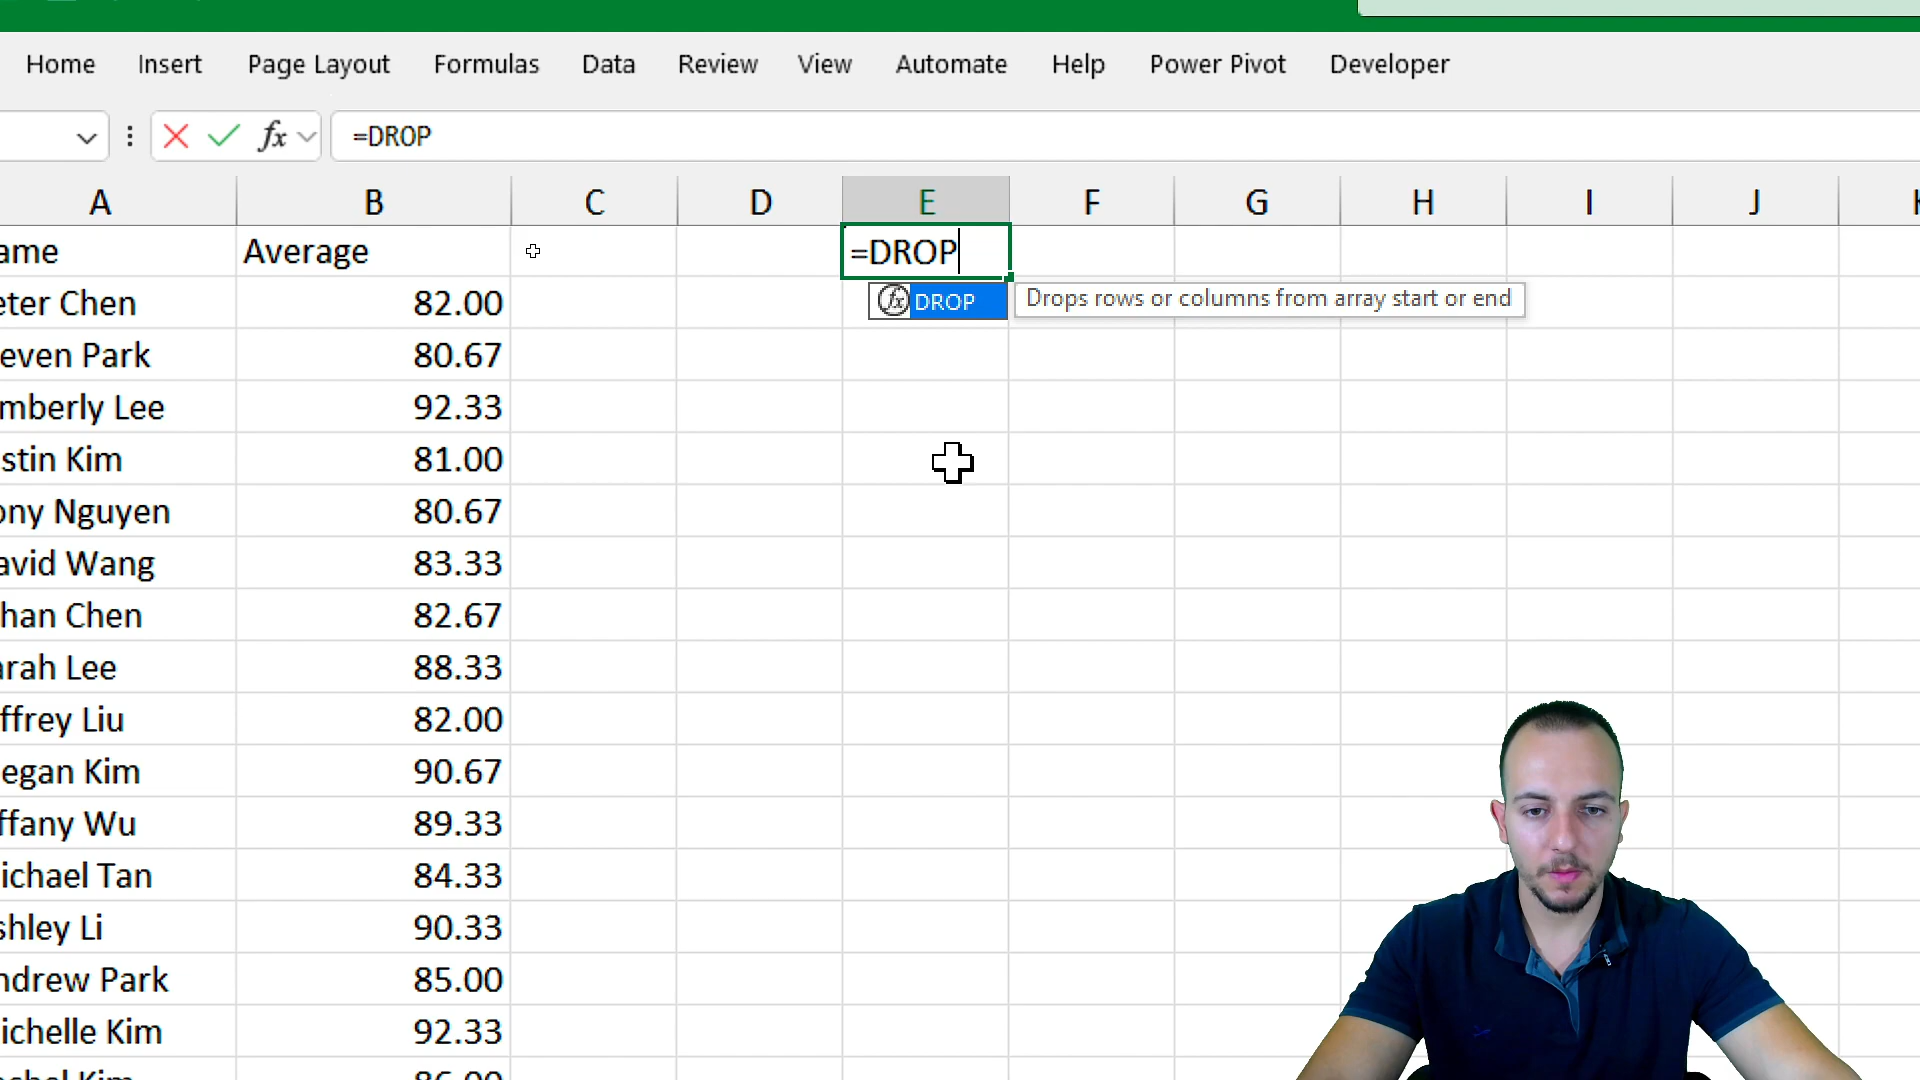 Home Insert Page Layout Formulas Data Review View Automate Help Power Pivot Developer
fx =DROP
A B C D E F G H I J
ame Average =DROP
eter Chen 82.00 fx DROP Drops rows or columns from array start or end
even Park 80.67
mberly Lee 92.33
stin Kim 81.00
ony Nguyen 80.67
avid Wang 83.33
han Chen 82.67
arah Lee 88.33
ffrey Liu 82.00
egan Kim 90.67
ffany Wu 89.33
ichael Tan 84.33
shley Li 90.33
ndrew Park 85.00
ichelle Kim 92.33